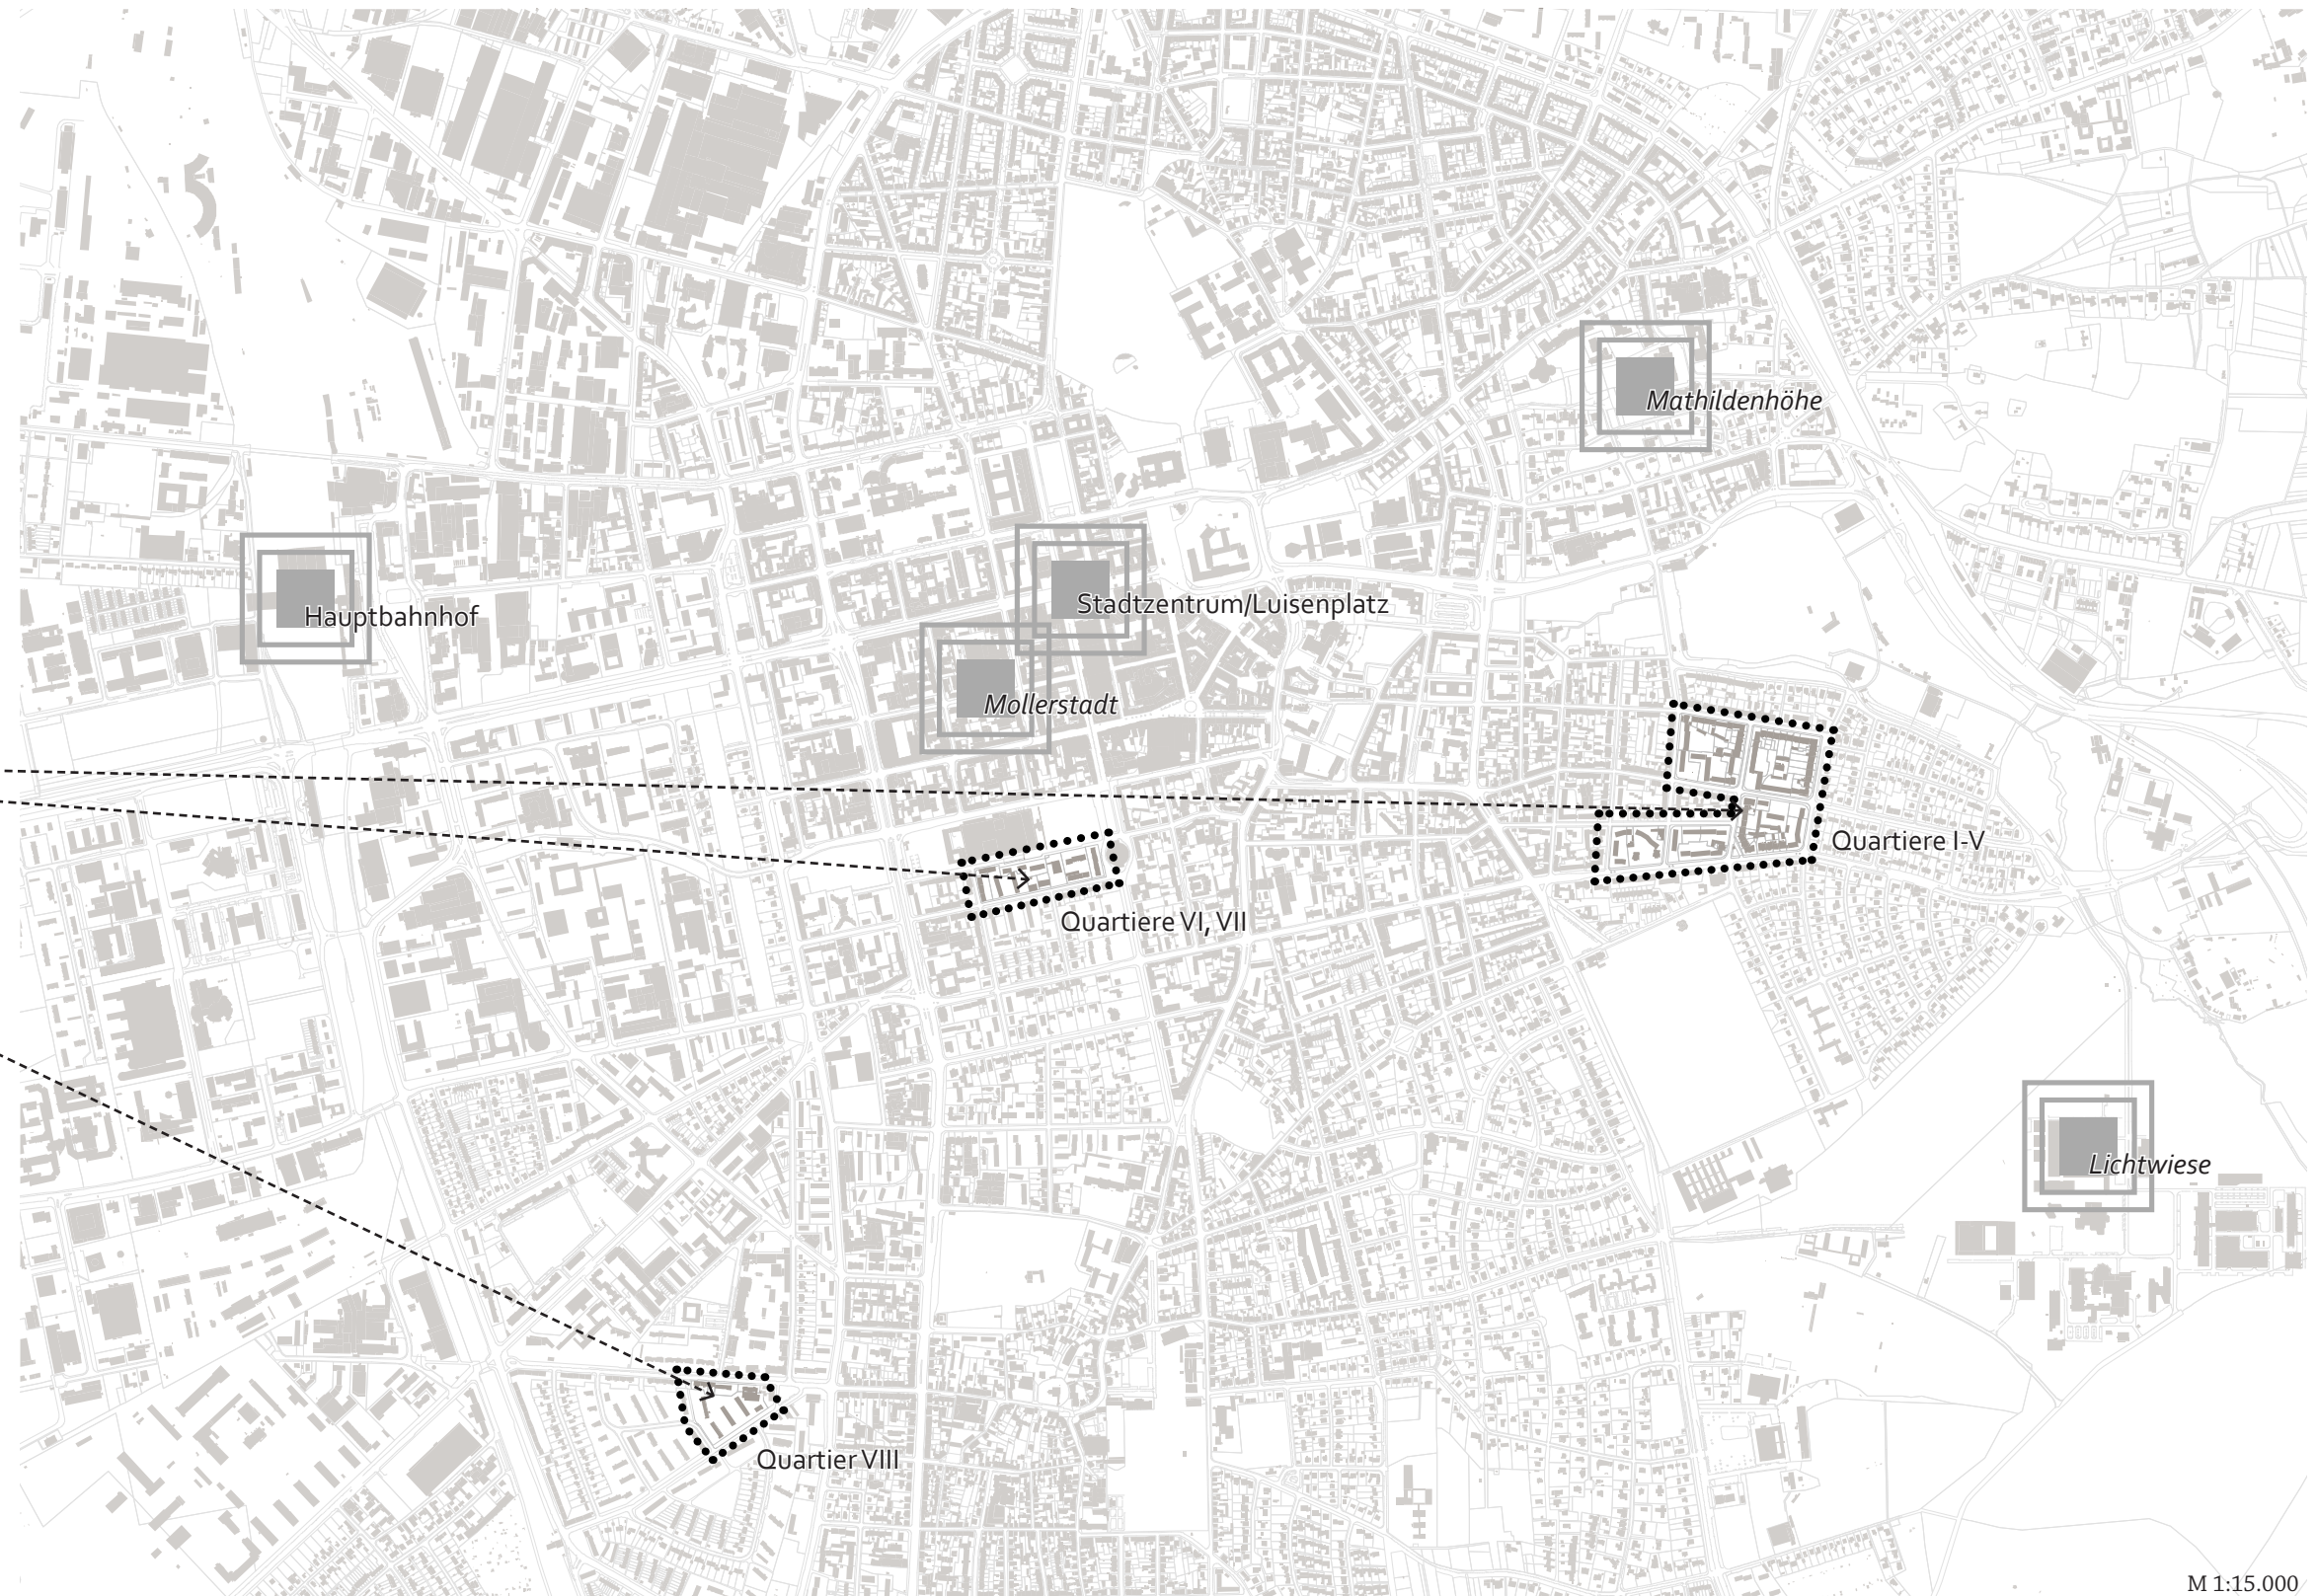 Mathildenhöhe
Stadtzentrum/Luisenplatz
Hauptbahnhof
Mollerstadt
Quartiere I-V
Quartiere VI, VII
Lichtwiese
Quartier VIII
M 1:15.000